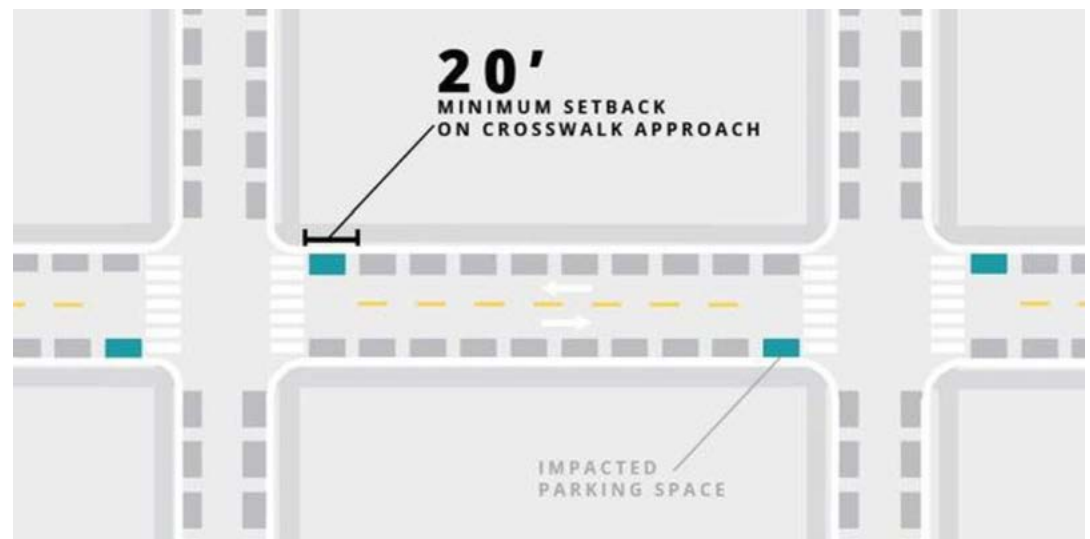 20’
MINIMUM SETBACK
ON CROSSWALK APPROACH
IMPACTED
PARKING SPACE